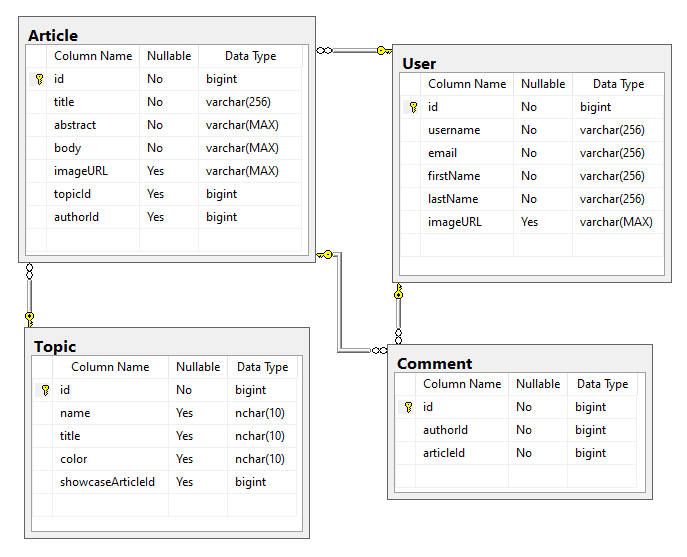 Article
Column Name Nullable Data Type
id No bigint
title No varchar(256)
abstract No varchar(MAX)
body No varchar(MAX)
imageURL Yes varchar(MAX)
topicId Yes bigint
authorId Yes bigint
User
Column Name Nullable Data Type
id No bigint
username No varchar(256)
email No varchar(256)
firstName No varchar(256)
lastName No varchar(256)
imageURL Yes varchar(MAX)
Topic
Column Name Nullable Data Type
id No bigint
name Yes nchar(10)
title Yes nchar(10)
color Yes nchar(10)
showcaseArticleId Yes bigint
Comment
Column Name Nullable Data Type
id No bigint
authorId No bigint
articleId No bigint